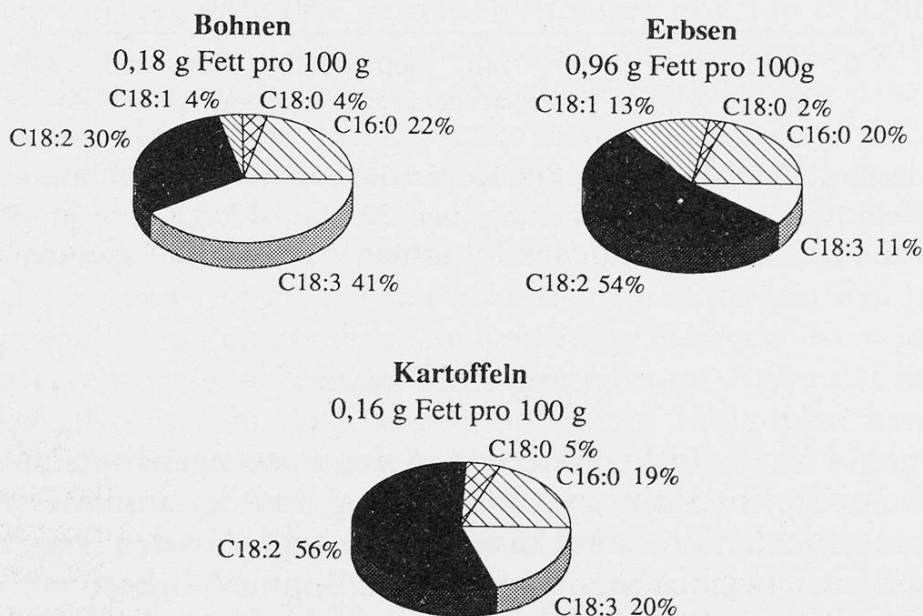 Bohnen
0,18 g Fett pro 100 g
C18:1 4%
C18:0 4%
C18:2 30%
C16:0 22%
C18:3 41%
Erbsen
0,96 g Fett pro 100g
C18:1 13%
C18:0 2%
C16:0 20%
C18:3 11%
C18:2 54%
Kartoffeln
0,16 g Fett pro 100 g
C18:0 5%
C16:0 19%
C18:2 56%
C18:3 20%